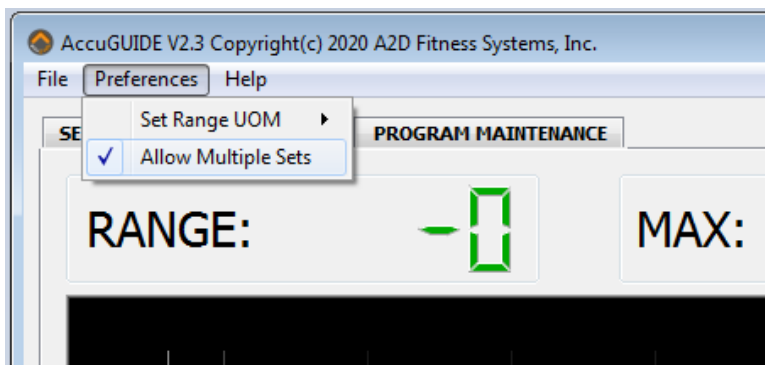 AccuGUIDE V2.3 Copyright(c) 2020 A2D Fitness Systems, Inc.
File Preferences Help
Set Range UOM
SE PROGRAM MAINTENANCE
Allow Multiple Sets
RANGE: -0 MAX: